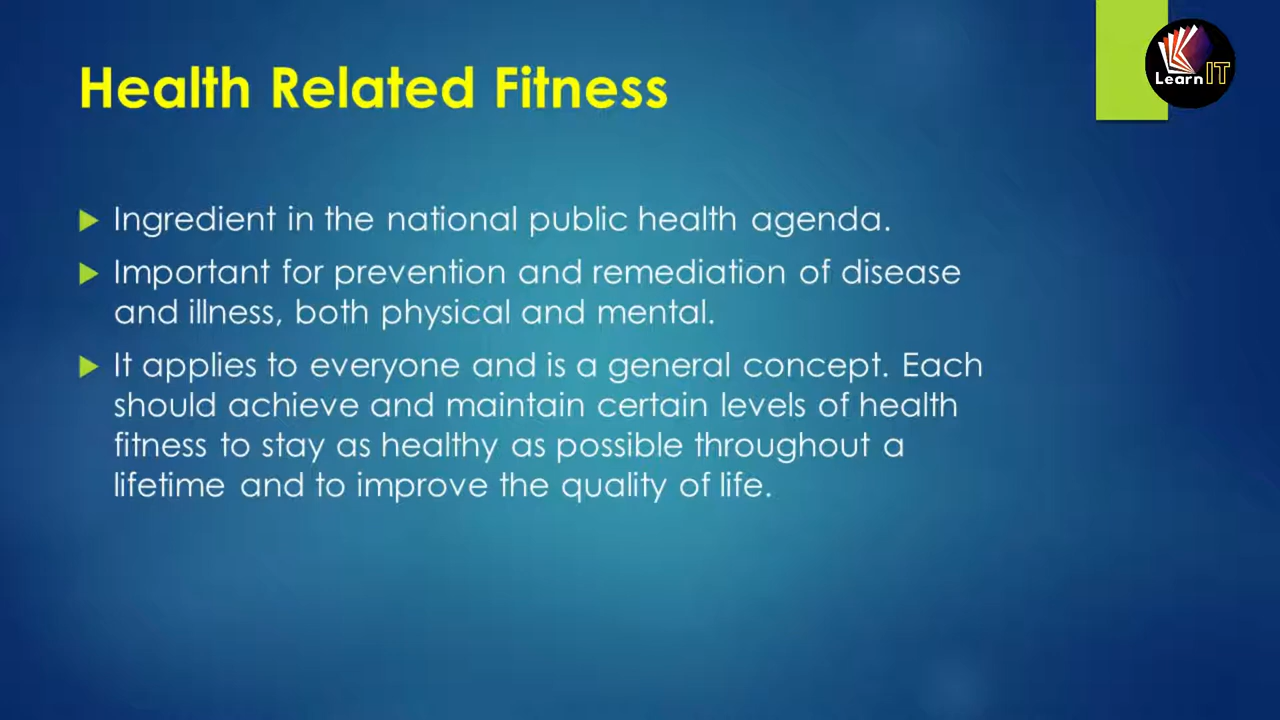 Health Related Fitness
Learn IT
Ingredient in the national public health agenda.
Important for prevention and remediation of disease
and illness, both physical and mental.
It applies to everyone and is a general concept. Each
should achieve and maintain certain levels of health
fitness to stay as healthy as possible throughout a
lifetime and to improve the quality of life.